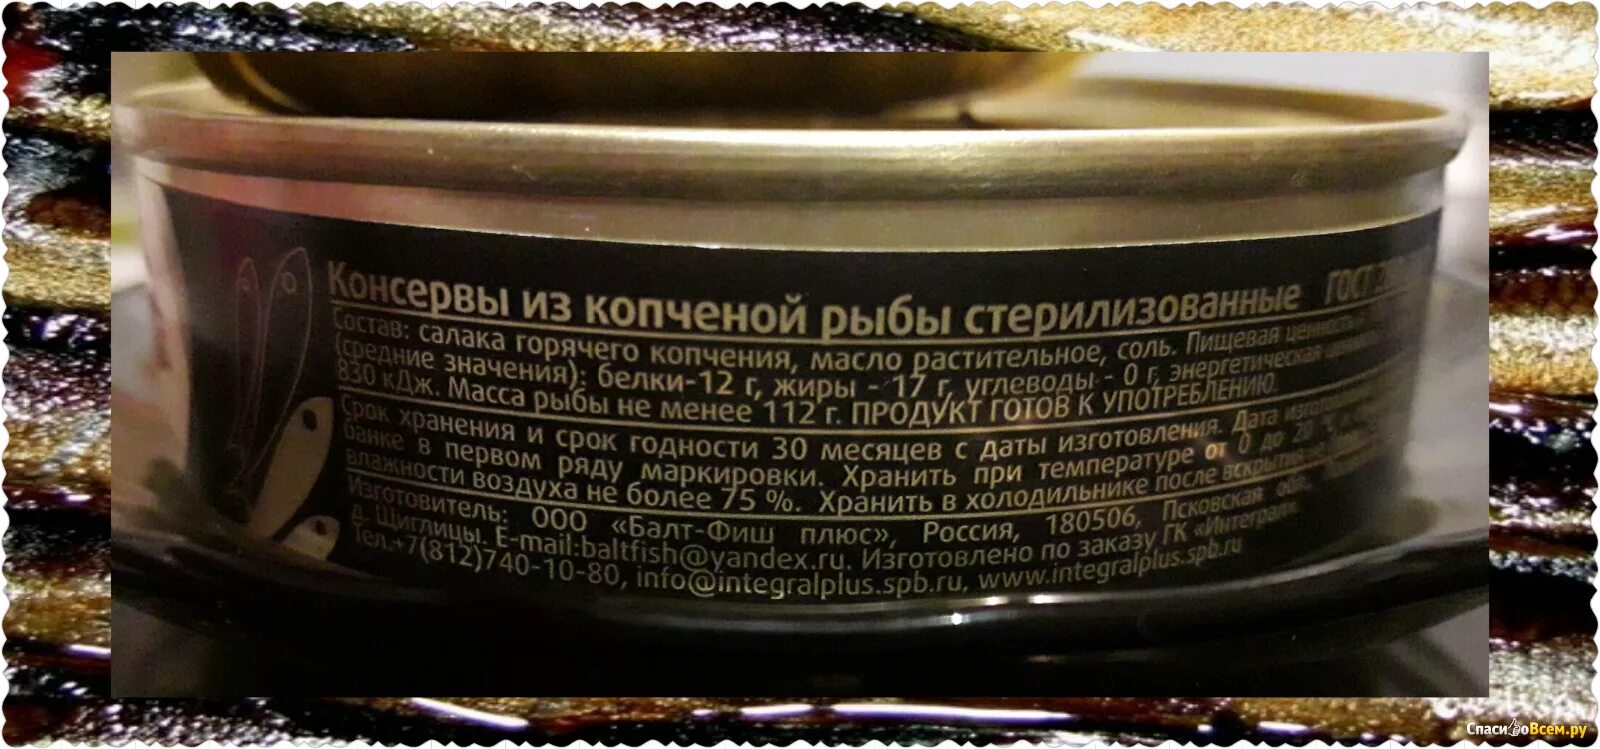 Консервы из копченой рыбы стерилизованные ГОСТ
Состав: салака горячего копчения, масло растительное, соль. Пищевая ценность
(средние значения): белки-12 г, жиры - 17 г, углеводы - 0 г, энергетическая
830 кДж. Масса рыбы не менее 112 г. ПРОДУКТ ГОТОВ К УПОТРЕБЛЕНИЮ.
Срок хранения и срок годности 30 месяцев с даты изготовления. Дата
банке в первом ряду маркировки. Хранить при температуре от 0 до 20 °С
влажности воздуха не более 75 %. Хранить в холодильнике после вскрытия
Изготовитель: ООО «Балт-Фиш плюс», Россия, 180506, Псковская обл.,
д. Щиглицы. E-mail:baltfish@yandex.ru. Изготовлено по заказу ГК «Интеграл»
Тел.+7(812)740-10-80, info@integralplus.spb.ru, www.integralplus.spb.ru
СпасибоВсем.ру